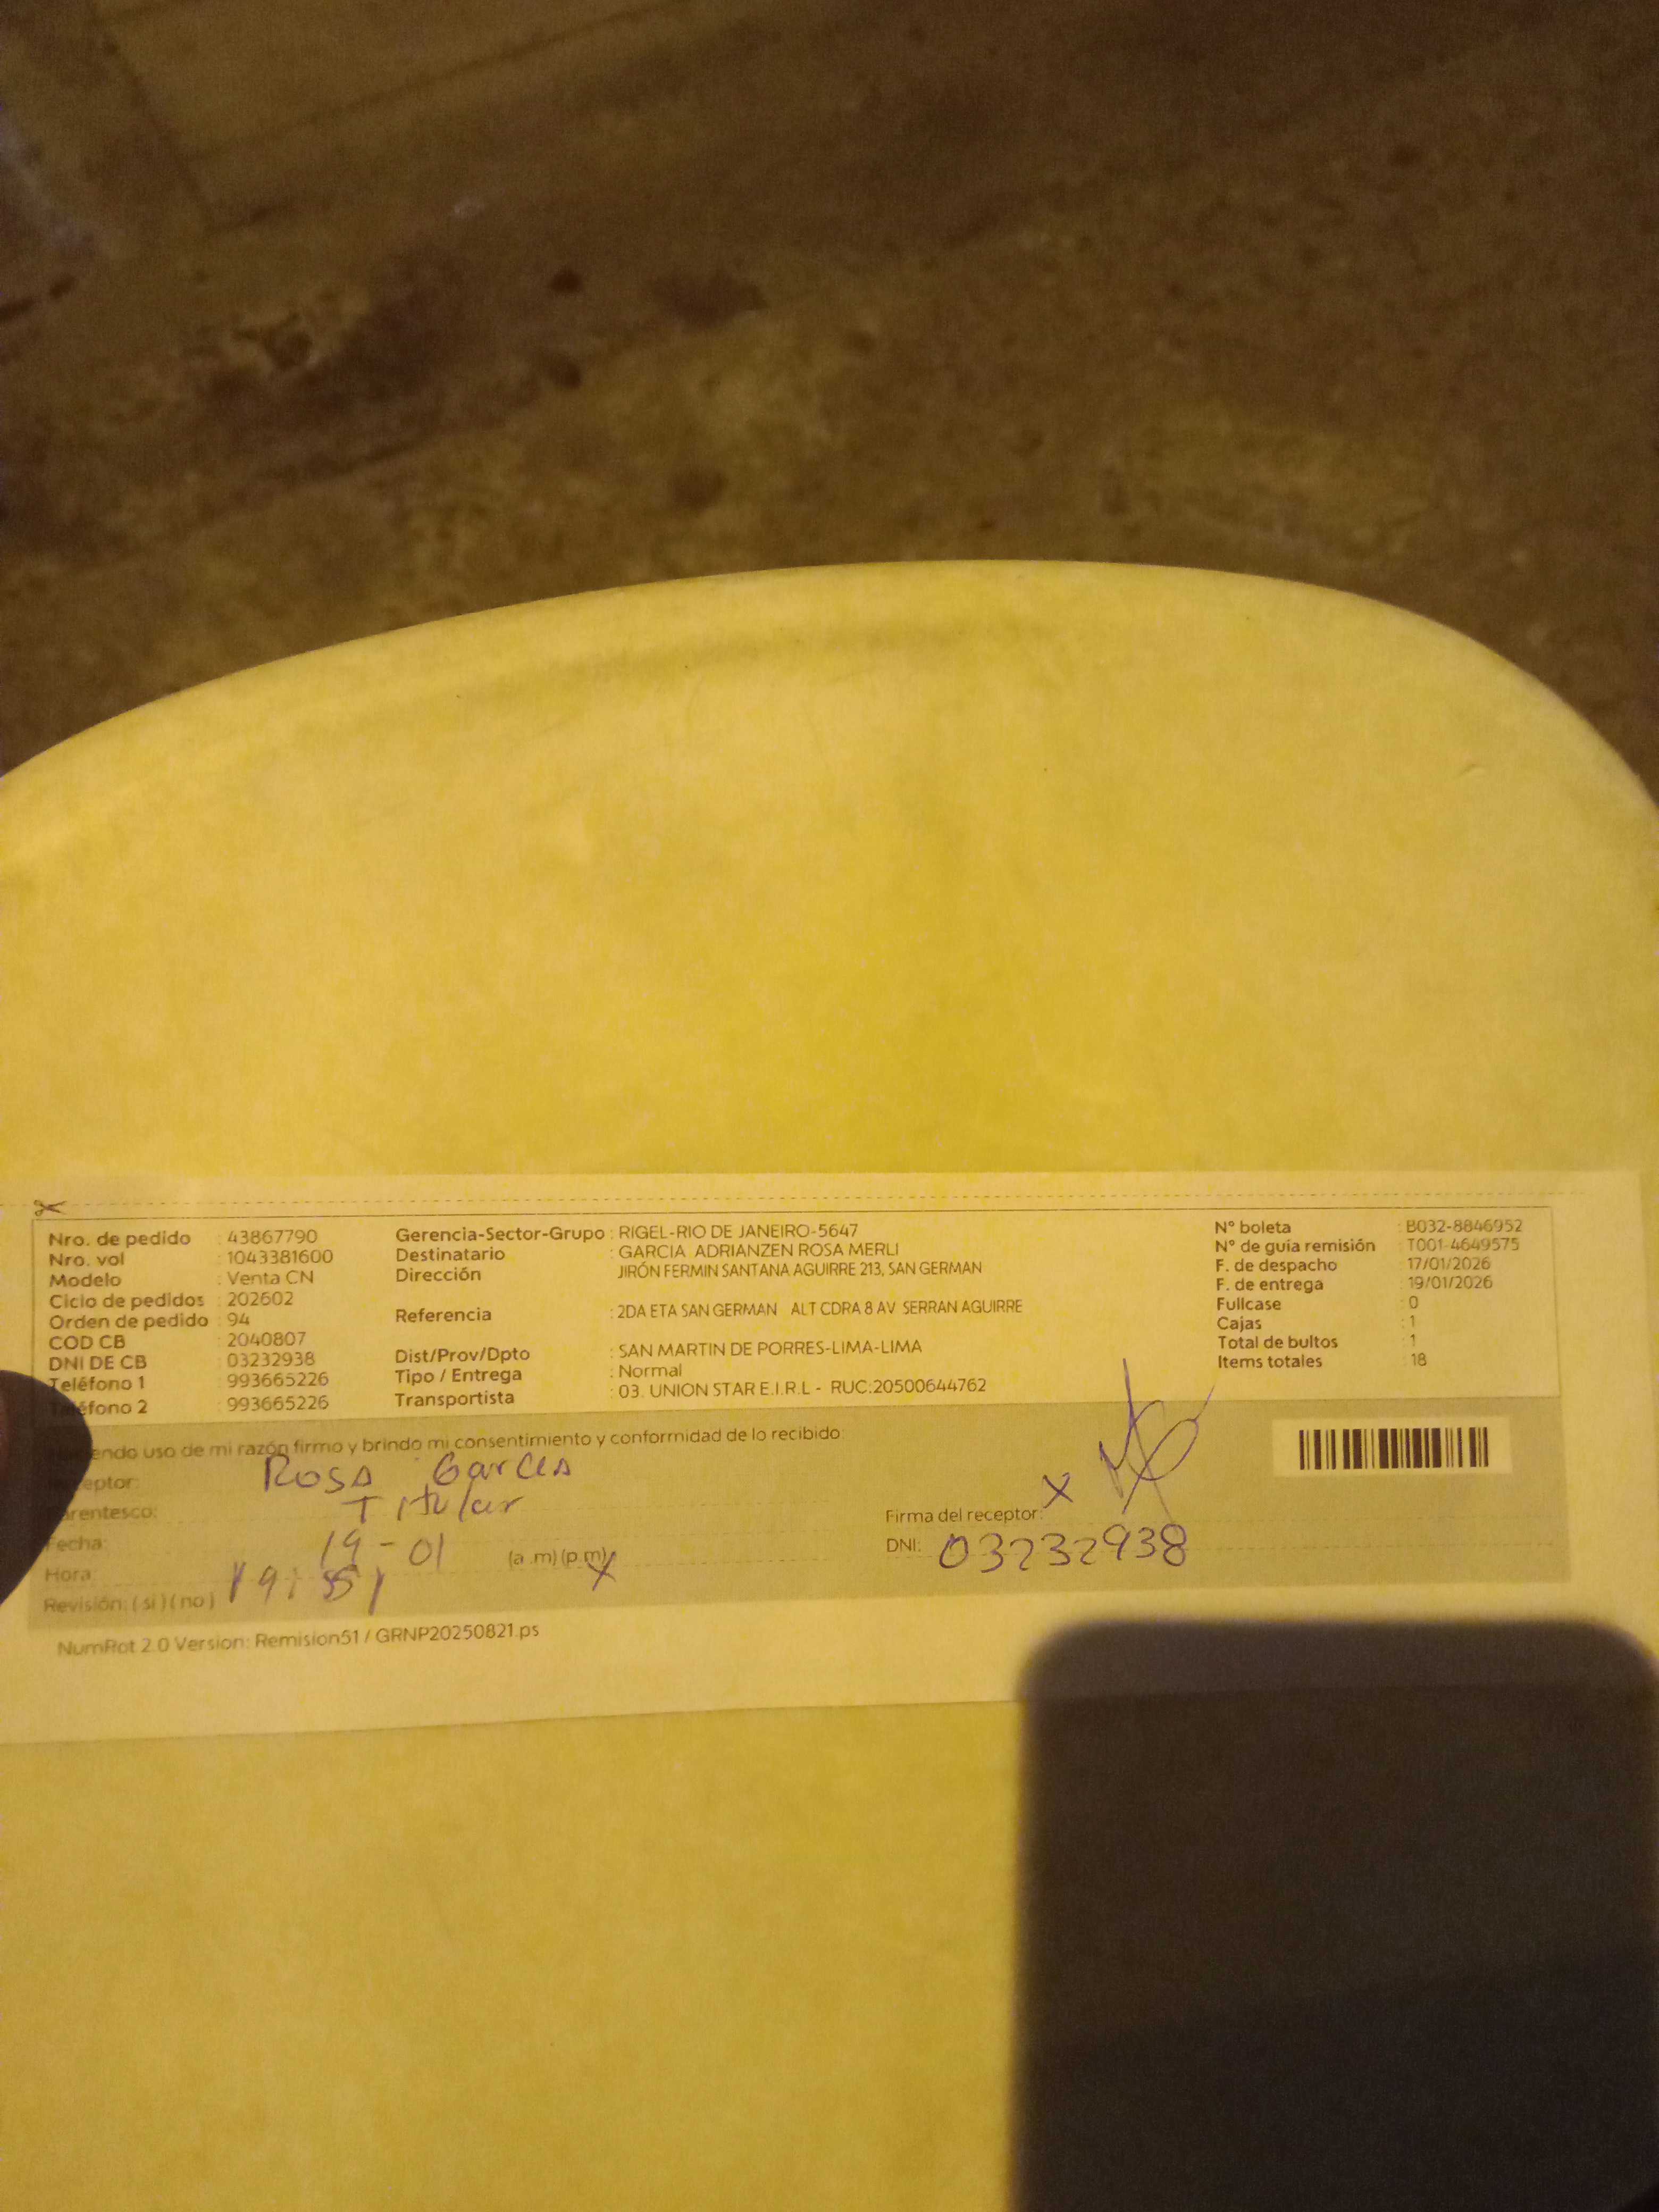 Nro. de pedido : 43867790
Nro. vol : 1043381600
Modelo : Venta CN
Ciclo de pedidos : 202602
Orden de pedido : 94
COD CB : 2040807
DNI DE CB : 03232938
Teléfono 1 : 993665226
Teléfono 2 : 993665226
Gerencia-Sector-Grupo : RIGEL-RIO DE JANEIRO-5647
Destinatario : GARCIA ADRIANZEN ROSA MERLI
Dirección JIRÓN FERMIN SANTANA AGUIRRE 213, SAN GERMAN
Referencia : 2DA ETA SAN GERMAN ALT CDRA 8 AV SERRAN AGUIRRE
Dist/Prov/Dpto : SAN MARTIN DE PORRES-LIMA-LIMA
Tipo / Entrega : Normal
Transportista : 03. UNION STAR E.I.R.L - RUC:20500644762
N° boleta : B032-8846952
N° de guía remisión : T001-4649575
F. de despacho : 17/01/2026
F. de entrega : 19/01/2026
Fullcase : 0
Cajas : 1
Total de bultos : 1
Items totales : 18
endo uso de mi razón firmo y brindo mi consentimiento y conformidad de lo recibido:
eptor: Rosa
rentesco: Titular
Fecha: 19-01
Hora: (a .m) (p.m) X
Revisión: ( si ) ( no )
Firma del receptor: X
DNI: 03232938
NumRot 2.0 Version: Remision51 / GRNP20250821.ps